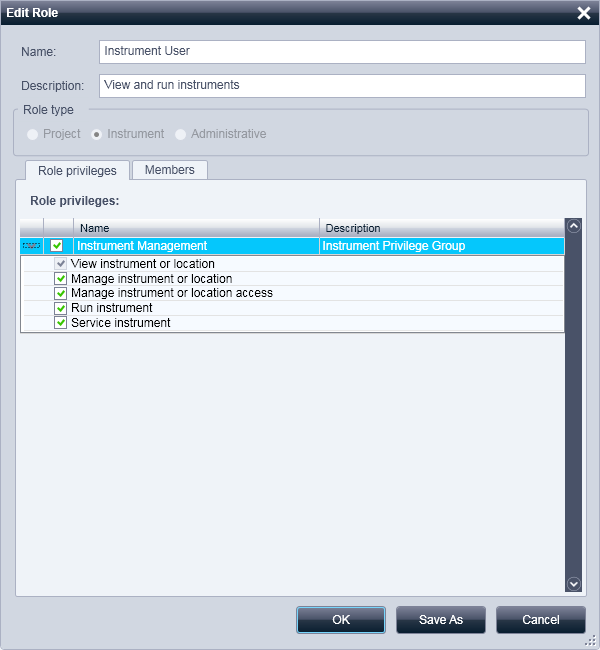 Edit Role
Name: Instrument User
Description: View and run instruments
Role type
Project Instrument Administrative
Role privileges Members
Role privileges:
Name Description
Instrument Management Instrument Privilege Group
View instrument or location
Manage instrument or location
Manage instrument or location access
Run instrument
Service instrument
OK Save As Cancel